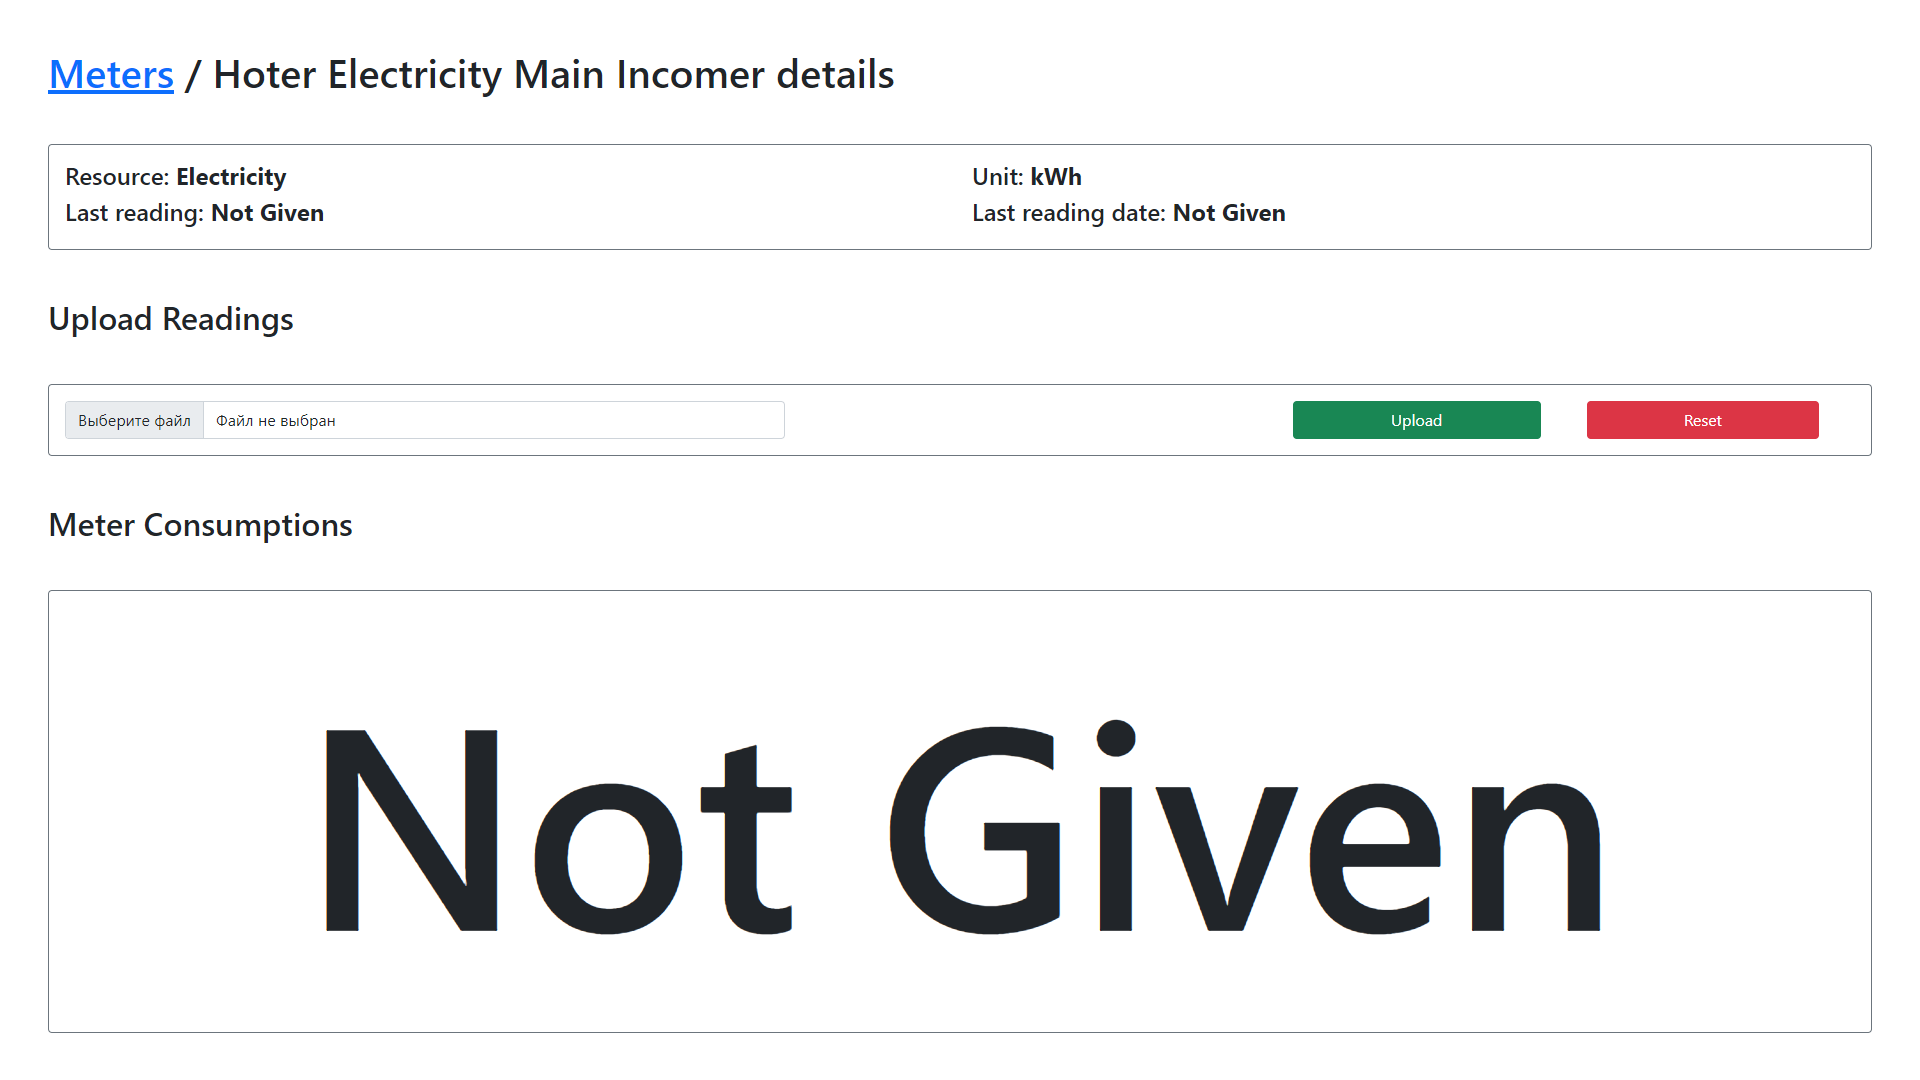 Meters / Hoter Electricity Main Incomer details
Resource: Electricity
Unit: kWh
Last reading: Not Given
Last reading date: Not Given
Upload Readings
Выберите файл
Файл не выбран
Upload
Reset
Meter Consumptions
Not Given